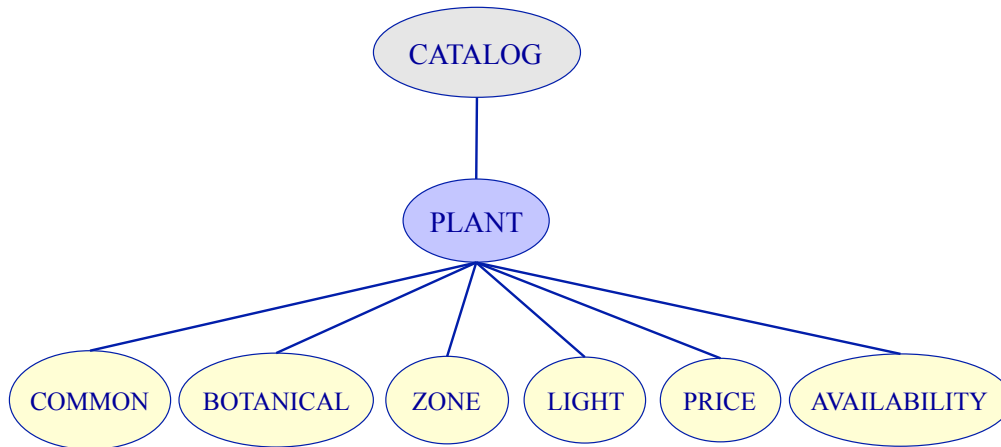 CATALOG
PLANT
COMMON
BOTANICAL
ZONE
LIGHT
PRICE
AVAILABILITY